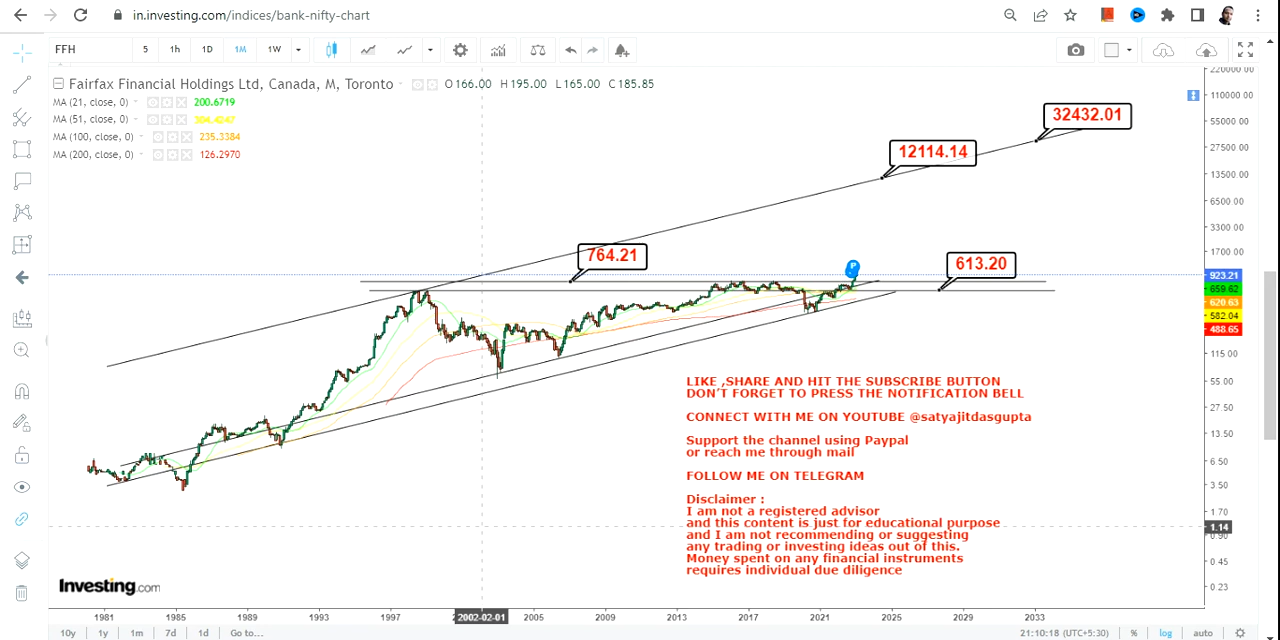 in.investing.com/indices/bank-nifty-chart
FFH 5 1h 1D 1M 1W
Fairfax Financial Holdings Ltd, Canada, M, Toronto O 166.00 H 195.00 L 165.00 C 185.85
MA (21, close, 0) 200.6719
MA (51, close, 0)
MA (100, close, 0) 235.3384
MA (200, close, 0) 126.2970
220000.00
110000.00
55000.00
27500.00
13500.00
6500.00
3300.00
1700.00
923.21
659.62
620.63
582.04
488.65
115.00
55.00
27.50
13.50
6.50
3.50
1.70
1.14
0.90
0.45
0.23
32432.01
12114.14
764.21
613.20
P
LIKE ,SHARE AND HIT THE SUBSCRIBE BUTTON
DON'T FORGET TO PRESS THE NOTIFICATION BELL
CONNECT WITH ME ON YOUTUBE @satyajitdasgupta
Support the channel using Paypal
or reach me through mail
FOLLOW ME ON TELEGRAM
Disclaimer :
I am not a registered advisor
and this content is just for educational purpose
and I am not recommending or suggesting
any trading or investing ideas out of this.
Money spent on any financial instruments
requires individual due diligence
Investing.com
1981 1985 1989 1993 1997 2002-02-01 2005 2009 2013 2017 2021 2025 2029 2033
10y 1y 1m 7d 1d Go to... 21:10:18 (UTC+5:30) % log auto